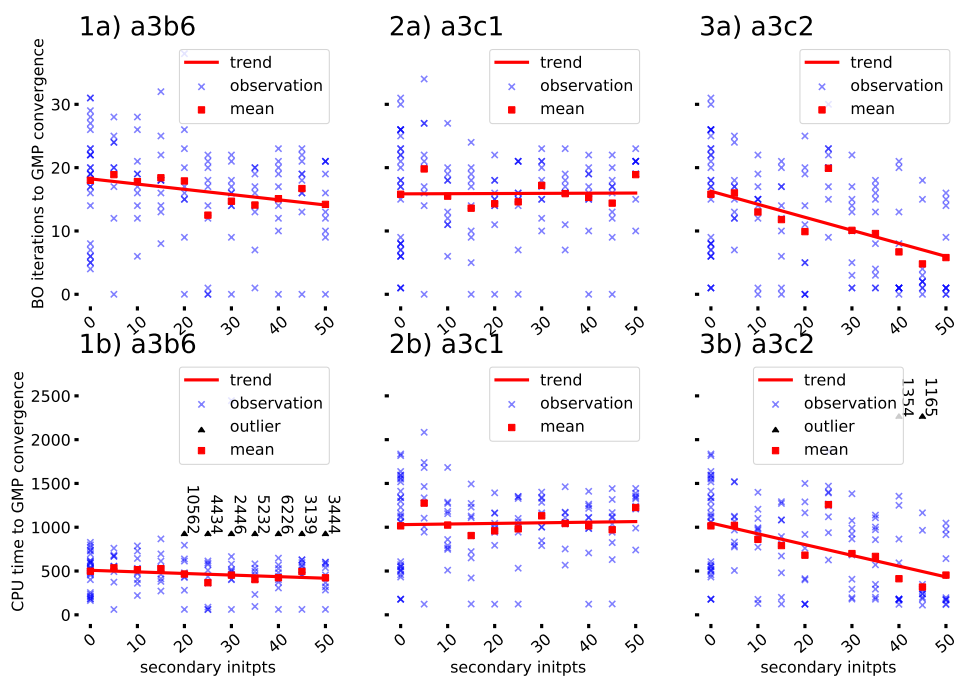 1a) a3b6
2a) a3c1
3a) a3c2
BO iterations to GMP convergence
30
20
10
0
trend
observation
mean
trend
observation
mean
trend
observation
mean
0 10 20 30 40 50
0 10 20 30 40 50
0 10 20 30 40 50
1b) a3b6
2b) a3c1
3b) a3c2
CPU time to GMP convergence
2500
2000
1500
1000
500
0
trend
observation
outlier
mean
10562
4434
2446
5232
6226
3139
3444
trend
observation
mean
trend
observation
outlier
mean
1354
1165
0 10 20 30 40 50
0 10 20 30 40 50
0 10 20 30 40 50
secondary initpts
secondary initpts
secondary initpts